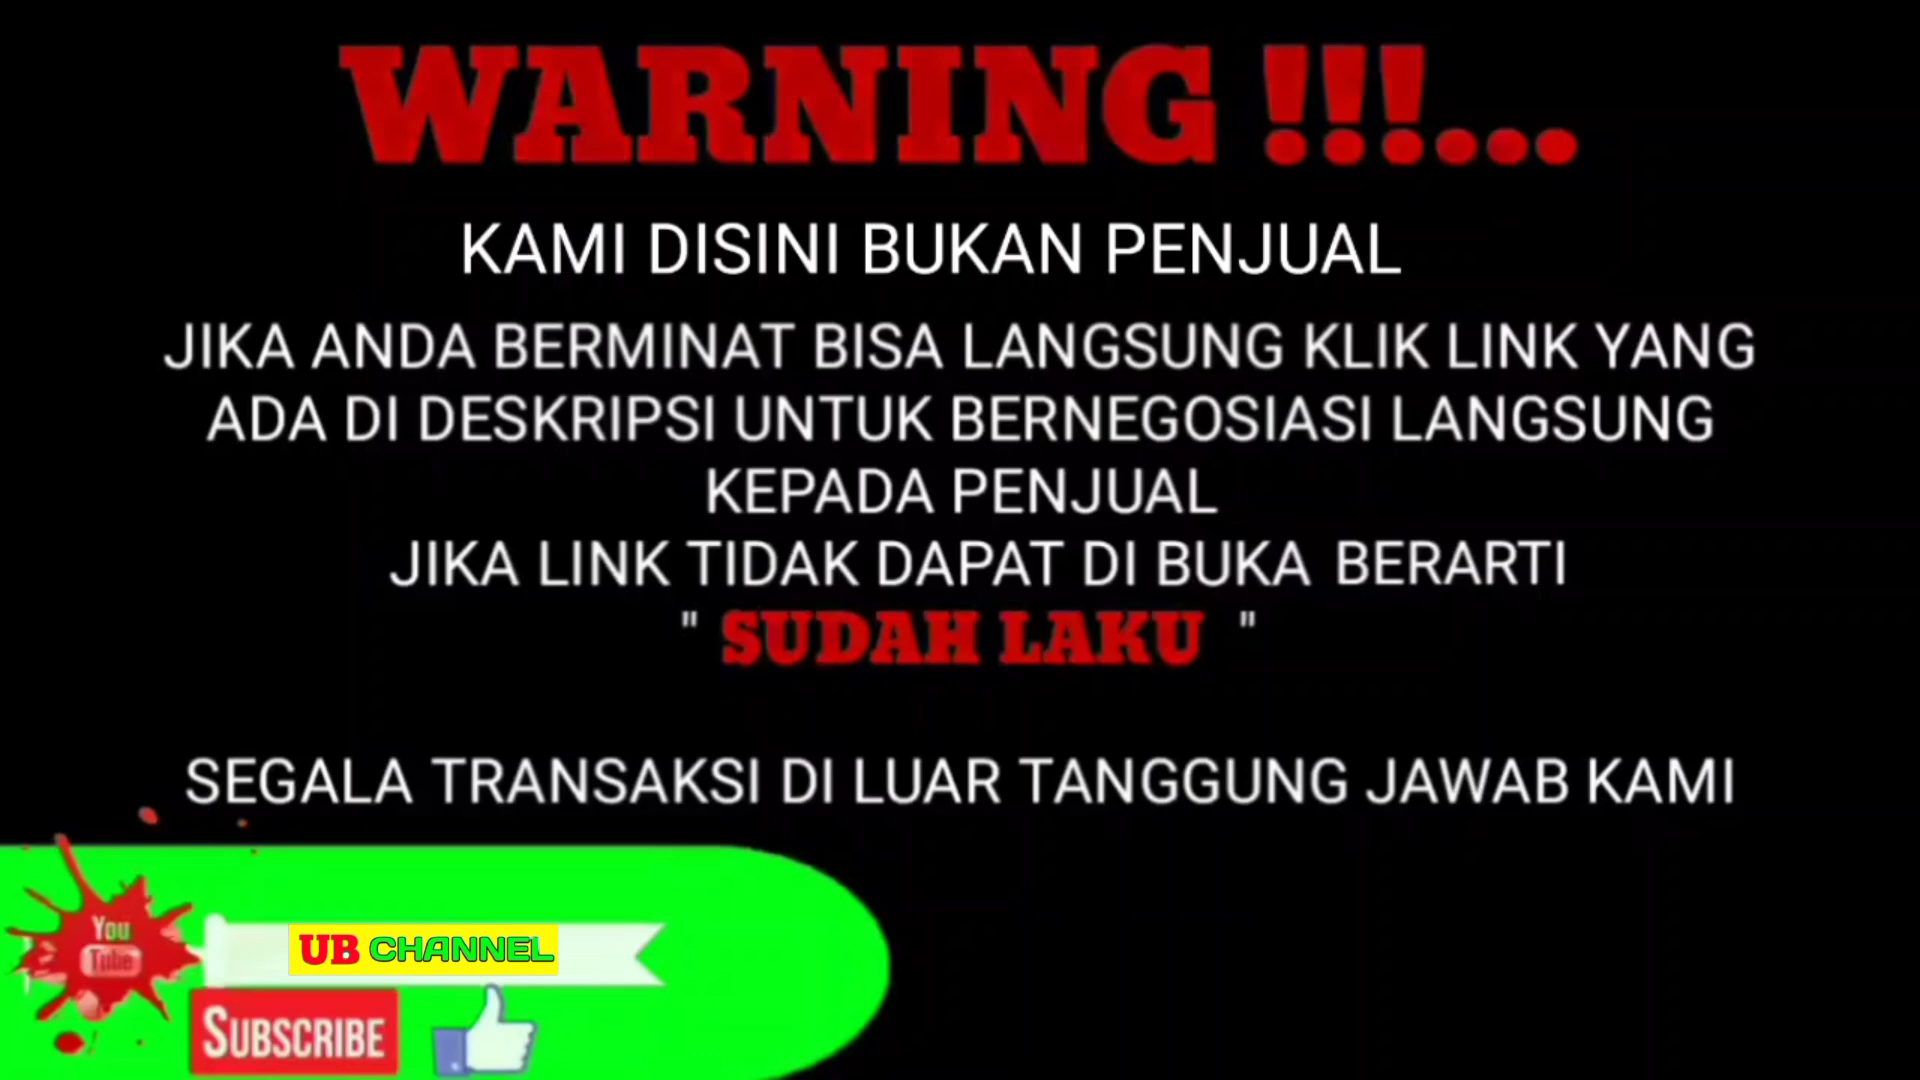 WARNING !!!...
KAMI DISINI BUKAN PENJUAL
JIKA ANDA BERMINAT BISA LANGSUNG KLIK LINK YANG
ADA DI DESKRIPSI UNTUK BERNEGOSIASI LANGSUNG
KEPADA PENJUAL
JIKA LINK TIDAK DAPAT DI BUKA BERARTI
" SUDAH LAKU "
SEGALA TRANSAKSI DI LUAR TANGGUNG JAWAB KAMI
You
Tube
UB CHANNEL
SUBSCRIBE